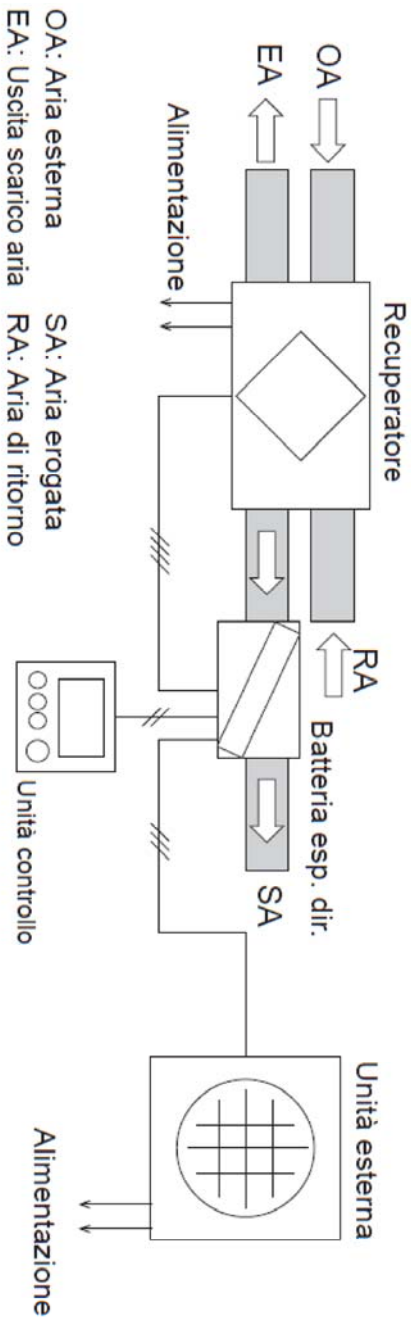 Recuperatore
OA
EA
RA
Batteria esp. dir.
SA
Unità esterna
Alimentazione
Unità controllo
Alimentazione
OA: Aria esterna SA: Aria erogata
EA: Uscita scarico aria RA: Aria di ritorno